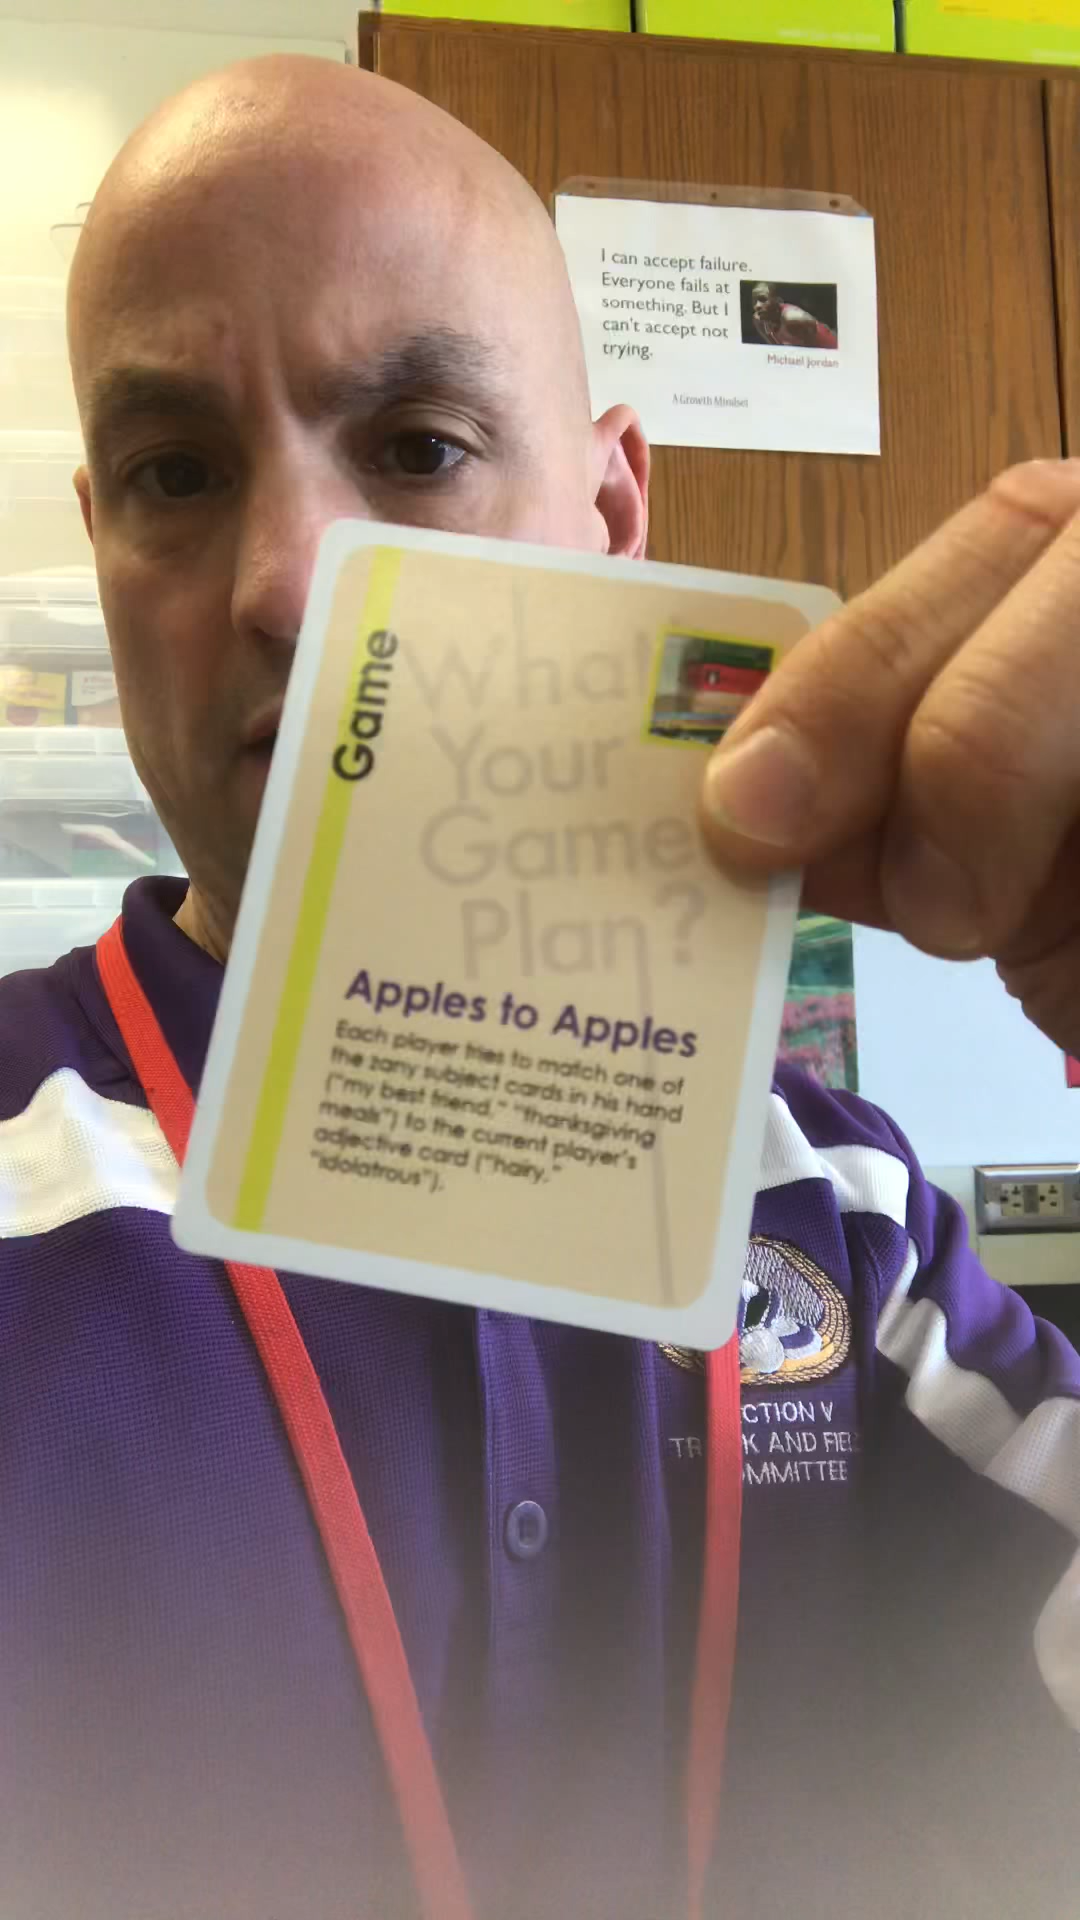 I can accept failure.
Everyone fails at
something. But I
can't accept not
trying.
Michael Jordan
A Growth Mindset
Game
What
Your
Game
Plan?
Apples to Apples
Each player tries to match one of
the zany subject cards in his hand
("my best friend," "thanksgiving
meals") to the current player's
adjective card ("hairy,"
"idolatrous").
CTION V
TR K AND FIEL
MMITTEE